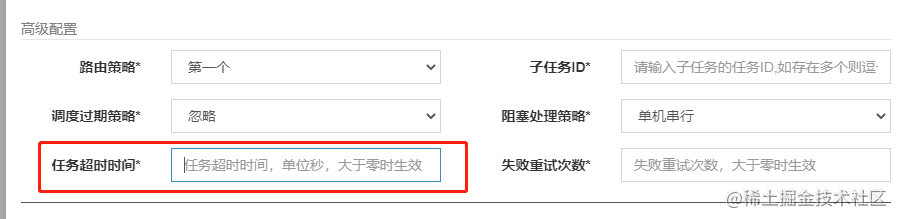 高级配置
路由策略* 第一个 子任务ID* 请输入子任务的任务ID,如存在多个则逗
调度过期策略* 忽略 阻塞处理策略* 单机串行
任务超时时间* 任务超时时间，单位秒，大于零时生效 失败重试次数* 失败重试次数，大于零时生效
@稀土掘金技术社区